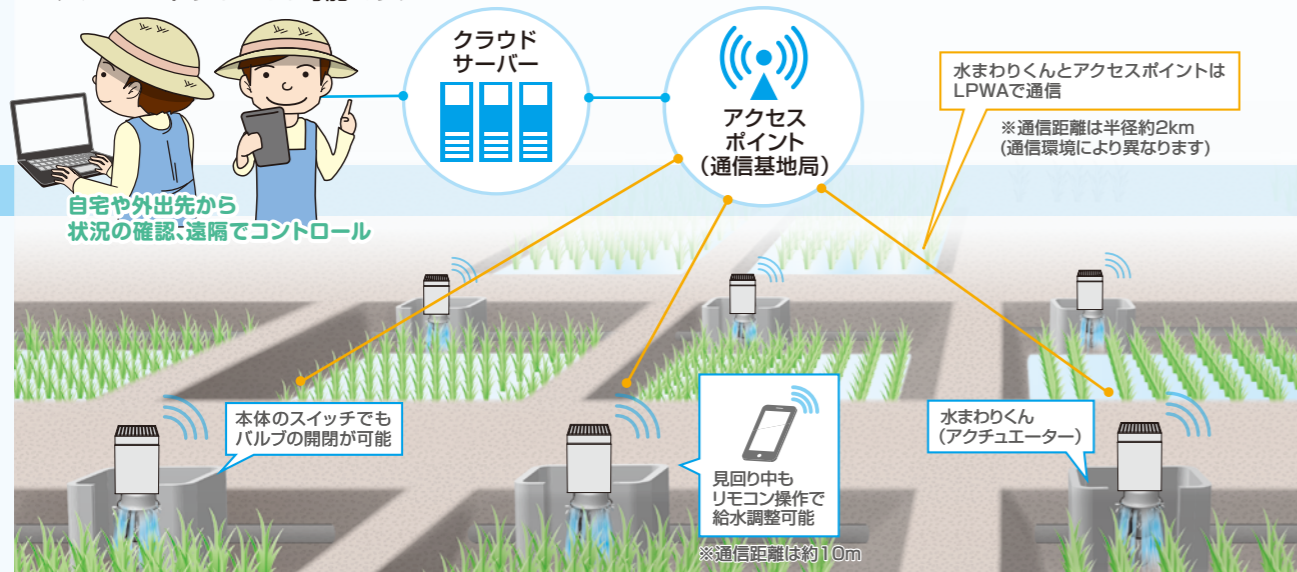 クラウド
サーバー
アクセス
ポイント
(通信基地局)
水まわりくんとアクセスポイントは
LPWAで通信
※通信距離は半径約2km
(通信環境により異なります)
自宅や外出先から
状況の確認、遠隔でコントロール
本体のスイッチでも
バルブの開閉が可能
見回り中も
リモコン操作で
給水調整可能
※通信距離は約10m
水まわりくん
(アクチュエーター)